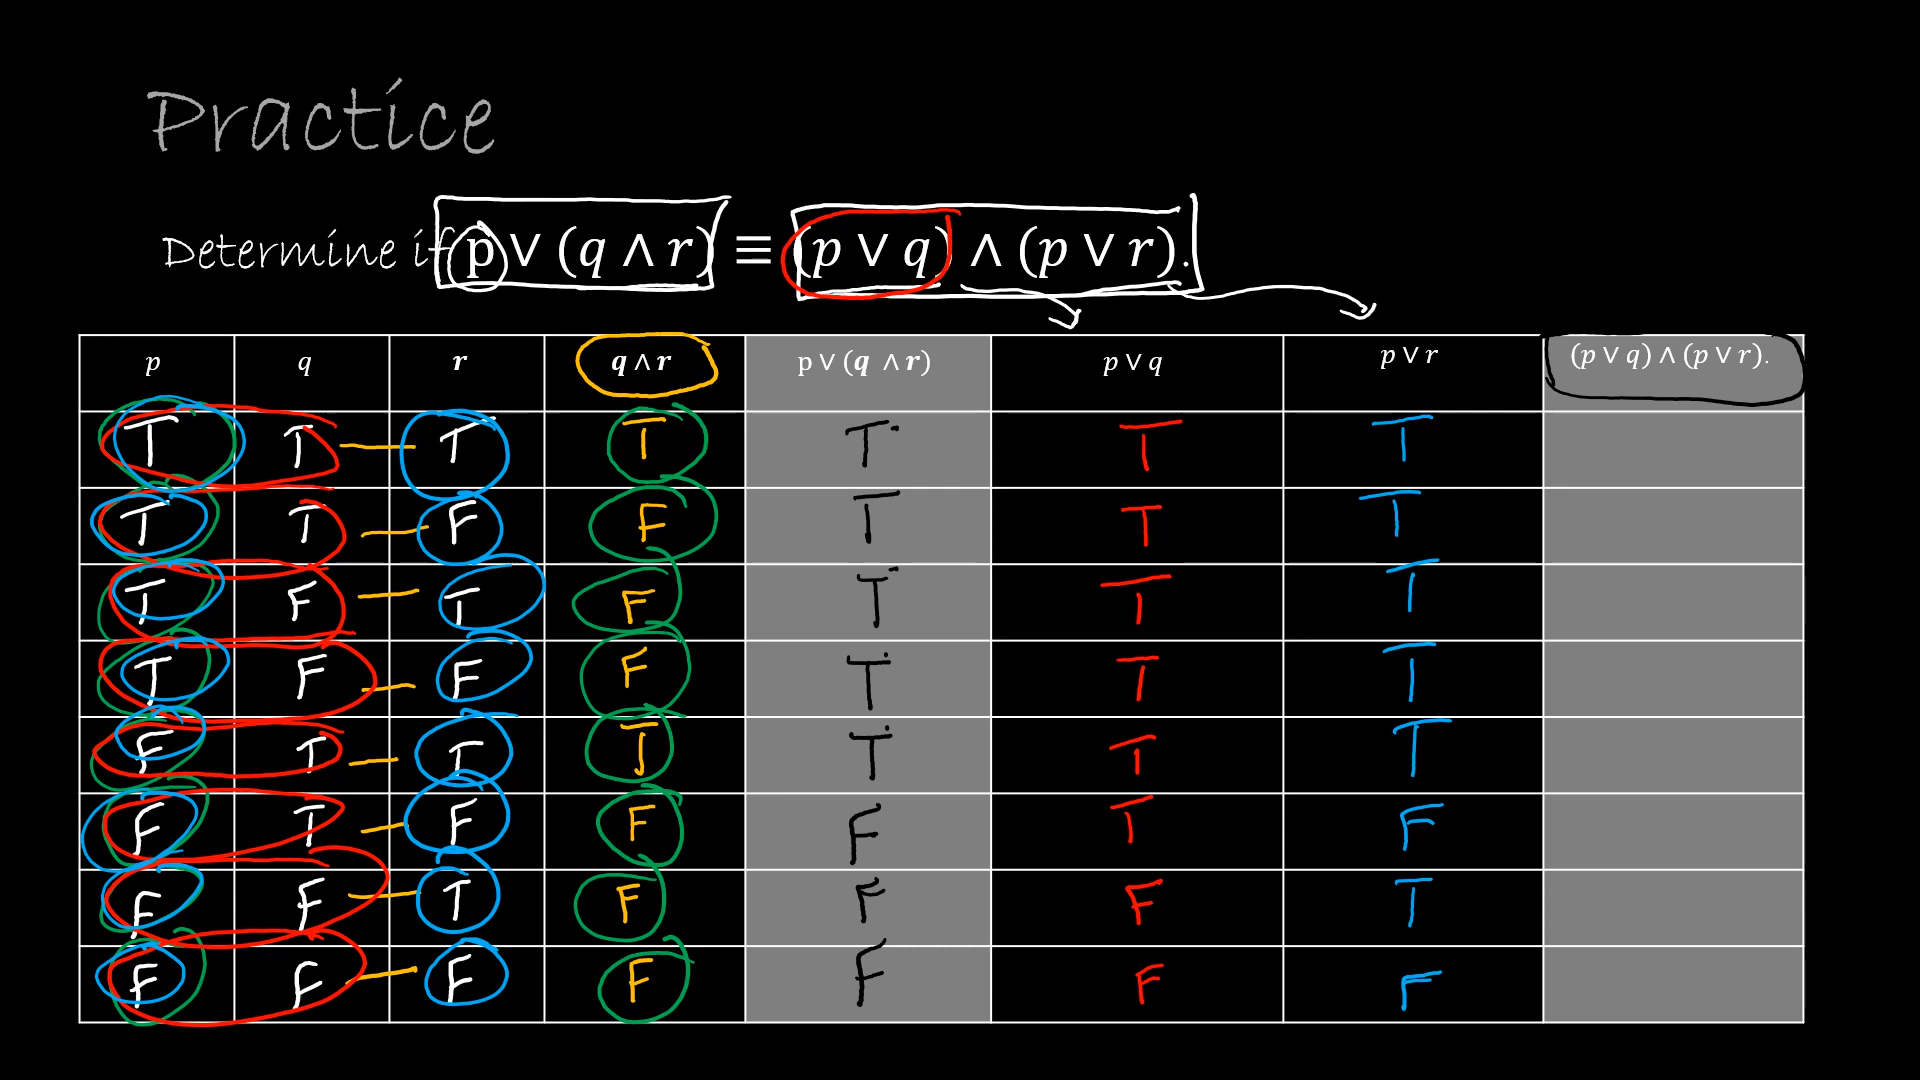 Practice
Determine if p ∨ (q ∧ r) ≡ (p ∨ q) ∧ (p ∨ r).
p q r q ∧ r p ∨ (q ∧ r) p ∨ q p ∨ r (p ∨ q) ∧ (p ∨ r).
T T T T T T T
T T F F T T T
T F T F T T T
T F F F T T T
F T T T T T T
F T F F F T F
F F T F F F T
F F F F F F F